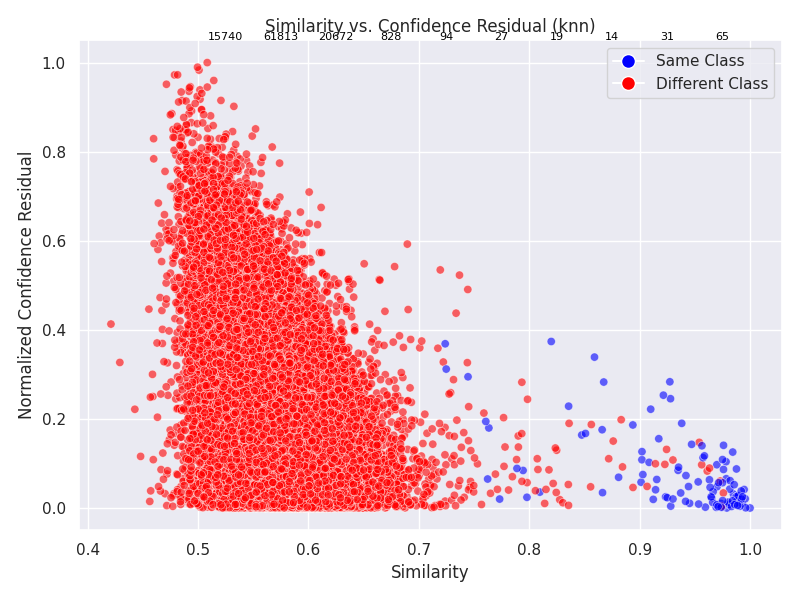 Similarity vs. Confidence Residual (knn)
15740 61813 20672 828 94 27 19 14 31 65
Same Class
Different Class
Normalized Confidence Residual
1.0
0.8
0.6
0.4
0.2
0.0
0.4 0.5 0.6 0.7 0.8 0.9 1.0
Similarity